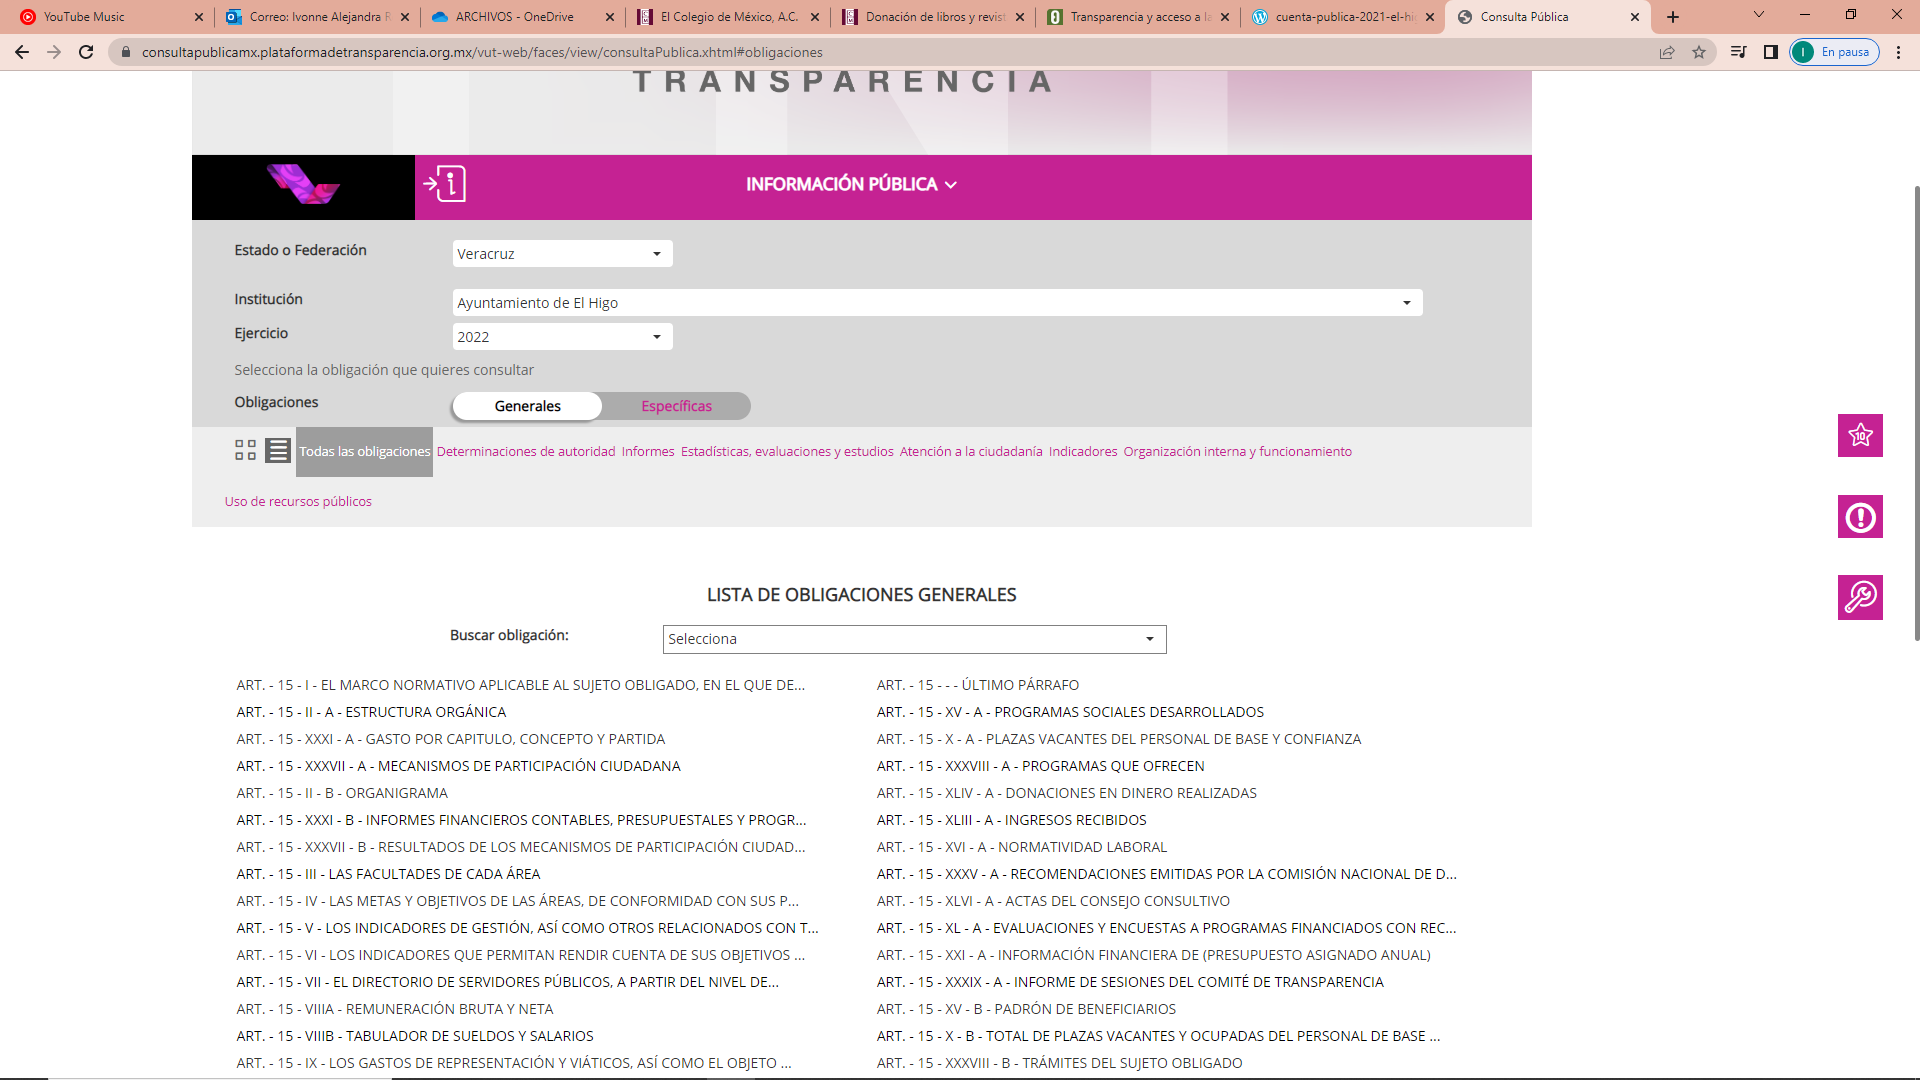 YouTube Music
Correo: Ivonne Alejandra R
ARCHIVOS - OneDrive
El Colegio de México, A.C.
Donación de libros y revist
Transparencia y acceso a la
cuenta-publica-2021-el-hig
Consulta Pública
consultapublicamx.plataformadetransparencia.org.mx/vut-web/faces/view/consultaPublica.xhtml#obligaciones
I
En pausa
TRANSPARENCIA
INFORMACIÓN PÚBLICA
Estado o Federación
Veracruz
Institución
Ayuntamiento de El Higo
Ejercicio
2022
Selecciona la obligación que quieres consultar
Obligaciones
Generales
Específicas
Todas las obligaciones
Determinaciones de autoridad
Informes
Estadísticas, evaluaciones y estudios
Atención a la ciudadanía
Indicadores
Organización interna y funcionamiento
Uso de recursos públicos
10
LISTA DE OBLIGACIONES GENERALES
Buscar obligación:
Selecciona
ART. - 15 - I - EL MARCO NORMATIVO APLICABLE AL SUJETO OBLIGADO, EN EL QUE DE...
ART. - 15 - II - A - ESTRUCTURA ORGÁNICA
ART. - 15 - XXXI - A - GASTO POR CAPITULO, CONCEPTO Y PARTIDA
ART. - 15 - XXXVII - A - MECANISMOS DE PARTICIPACIÓN CIUDADANA
ART. - 15 - II - B - ORGANIGRAMA
ART. - 15 - XXXI - B - INFORMES FINANCIEROS CONTABLES, PRESUPUESTALES Y PROGR...
ART. - 15 - XXXVII - B - RESULTADOS DE LOS MECANISMOS DE PARTICIPACIÓN CIUDAD...
ART. - 15 - III - LAS FACULTADES DE CADA ÁREA
ART. - 15 - IV - LAS METAS Y OBJETIVOS DE LAS ÁREAS, DE CONFORMIDAD CON SUS P...
ART. - 15 - V - LOS INDICADORES DE GESTIÓN, ASÍ COMO OTROS RELACIONADOS CON T...
ART. - 15 - VI - LOS INDICADORES QUE PERMITAN RENDIR CUENTA DE SUS OBJETIVOS ...
ART. - 15 - VII - EL DIRECTORIO DE SERVIDORES PÚBLICOS, A PARTIR DEL NIVEL DE...
ART. - 15 - VIIIA - REMUNERACIÓN BRUTA Y NETA
ART. - 15 - VIIIB - TABULADOR DE SUELDOS Y SALARIOS
ART. - 15 - IX - LOS GASTOS DE REPRESENTACIÓN Y VIÁTICOS, ASÍ COMO EL OBJETO ...
ART. - 15 - - - ÚLTIMO PÁRRAFO
ART. - 15 - XV - A - PROGRAMAS SOCIALES DESARROLLADOS
ART. - 15 - X - A - PLAZAS VACANTES DEL PERSONAL DE BASE Y CONFIANZA
ART. - 15 - XXXVIII - A - PROGRAMAS QUE OFRECEN
ART. - 15 - XLIV - A - DONACIONES EN DINERO REALIZADAS
ART. - 15 - XLIII - A - INGRESOS RECIBIDOS
ART. - 15 - XVI - A - NORMATIVIDAD LABORAL
ART. - 15 - XXXV - A - RECOMENDACIONES EMITIDAS POR LA COMISIÓN NACIONAL DE D...
ART. - 15 - XLVI - A - ACTAS DEL CONSEJO CONSULTIVO
ART. - 15 - XL - A - EVALUACIONES Y ENCUESTAS A PROGRAMAS FINANCIADOS CON REC...
ART. - 15 - XXI - A - INFORMACIÓN FINANCIERA DE (PRESUPUESTO ASIGNADO ANUAL)
ART. - 15 - XXXIX - A - INFORME DE SESIONES DEL COMITÉ DE TRANSPARENCIA
ART. - 15 - XV - B - PADRÓN DE BENEFICIARIOS
ART. - 15 - X - B - TOTAL DE PLAZAS VACANTES Y OCUPADAS DEL PERSONAL DE BASE ...
ART. - 15 - XXXVIII - B - TRÁMITES DEL SUJETO OBLIGADO